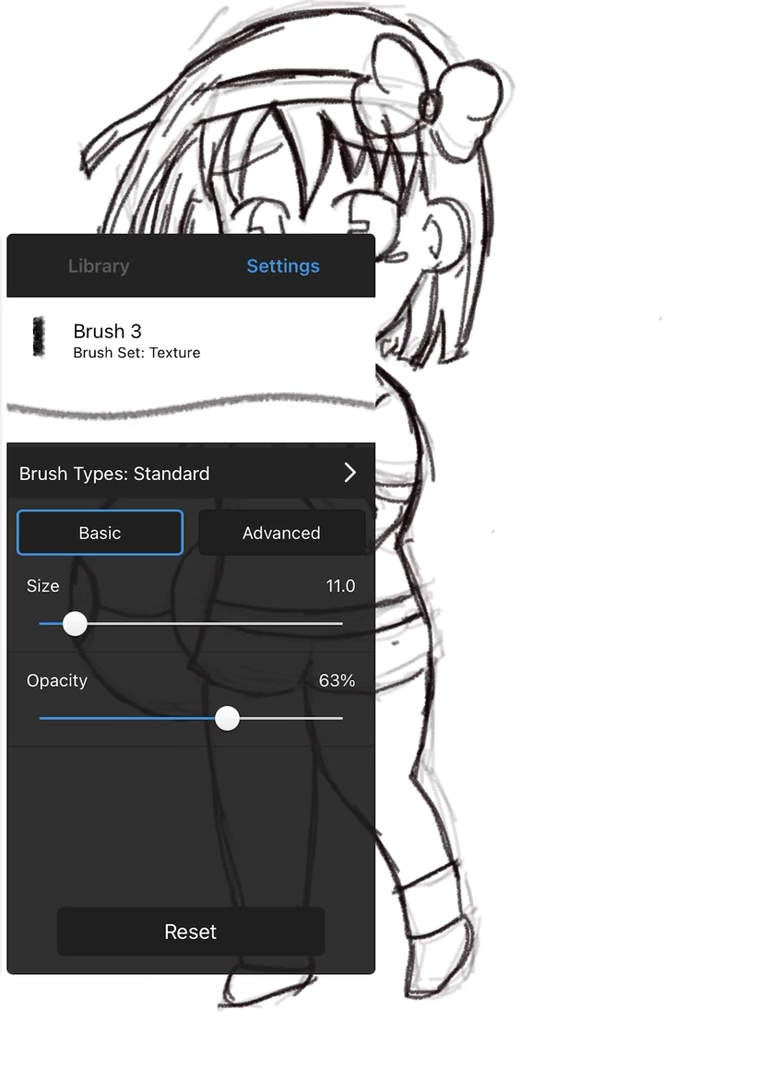 Library
Settings
Brush 3
Brush Set: Texture
Brush Types: Standard
Basic
Advanced
Size
11.0
Opacity
63%
Reset